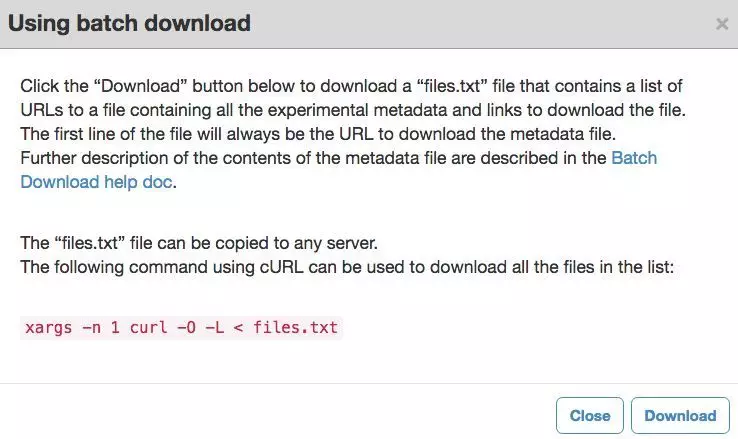 Using batch download
×
Click the “Download” button below to download a “files.txt” file that contains a list of
URLs to a file containing all the experimental metadata and links to download the file.
The first line of the file will always be the URL to download the metadata file.
Further description of the contents of the metadata file are described in the Batch
Download help doc.
The “files.txt” file can be copied to any server.
The following command using cURL can be used to download all the files in the list:
xargs -n 1 curl -O -L < files.txt
Close Download